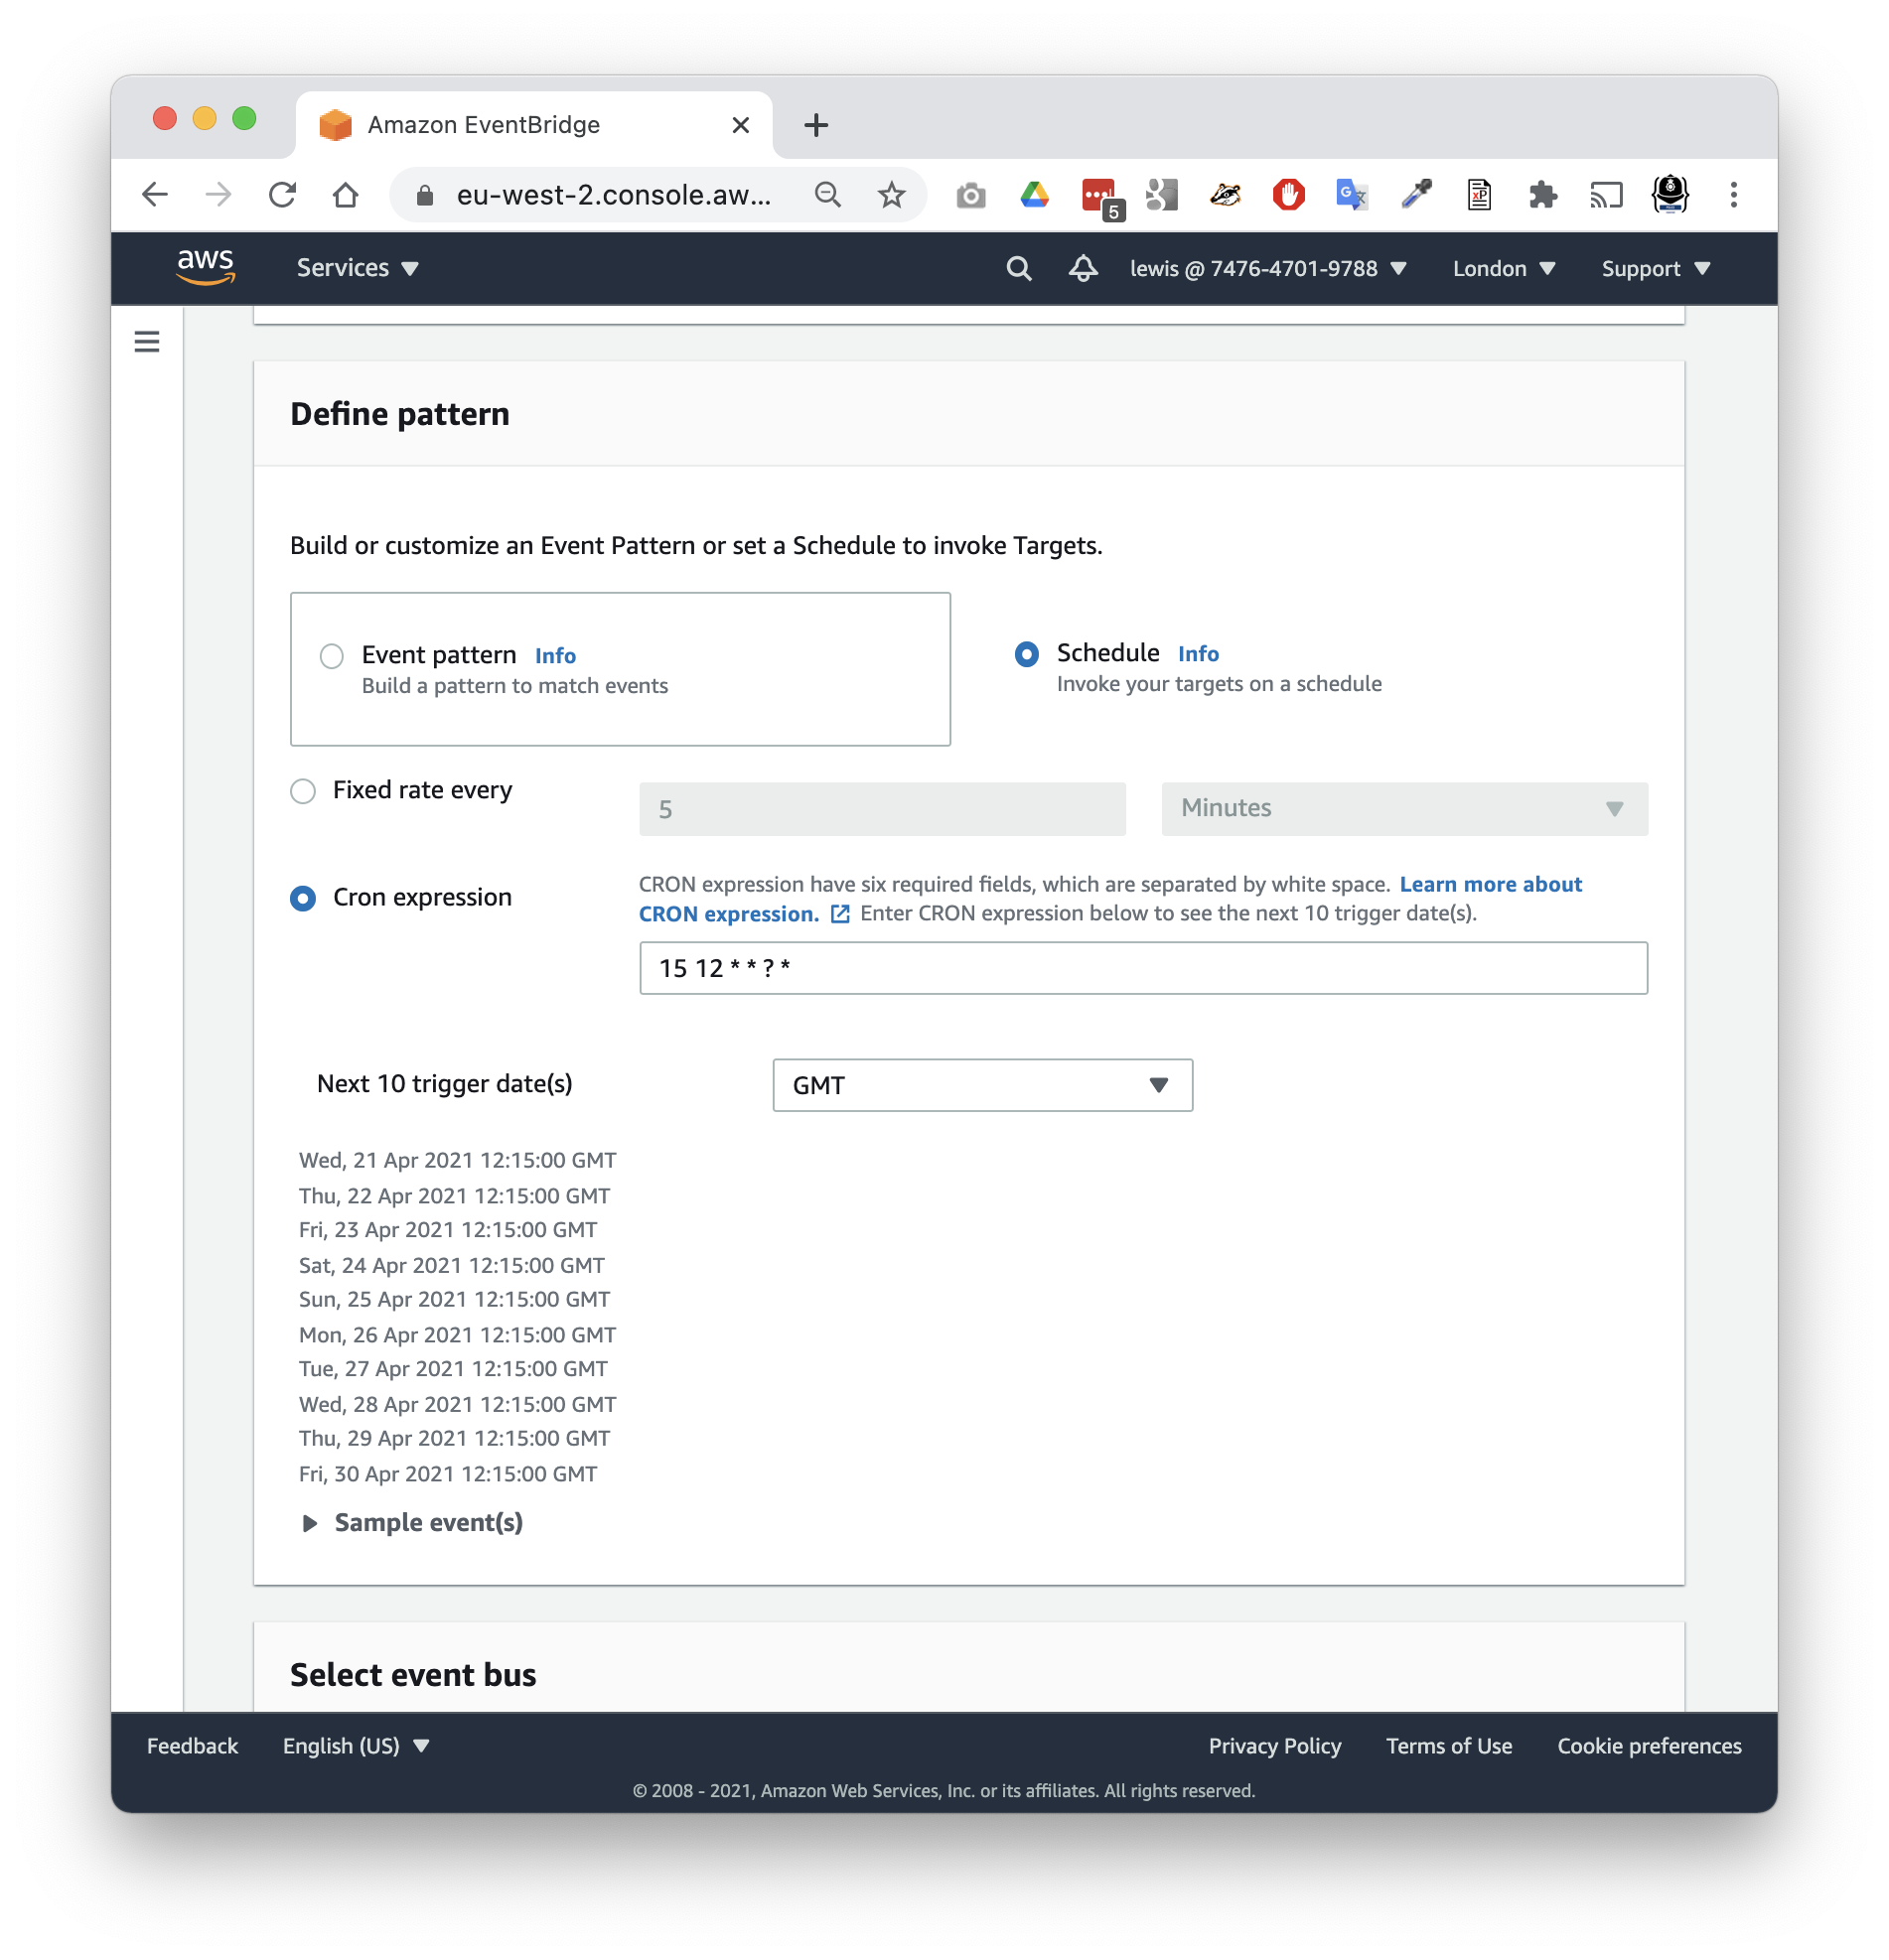 Amazon EventBridge
eu-west-2.console.aw...
5
aws
Services
lewis @ 7476-4701-9788
London
Support
Define pattern
Build or customize an Event Pattern or set a Schedule to invoke Targets.
Event pattern Info
Build a pattern to match events
Schedule Info
Invoke your targets on a schedule
Fixed rate every
5
Minutes
Cron expression
CRON expression have six required fields, which are separated by white space. Learn more about
CRON expression. Enter CRON expression below to see the next 10 trigger date(s).
15 12 * * ? *
Next 10 trigger date(s)
GMT
Wed, 21 Apr 2021 12:15:00 GMT
Thu, 22 Apr 2021 12:15:00 GMT
Fri, 23 Apr 2021 12:15:00 GMT
Sat, 24 Apr 2021 12:15:00 GMT
Sun, 25 Apr 2021 12:15:00 GMT
Mon, 26 Apr 2021 12:15:00 GMT
Tue, 27 Apr 2021 12:15:00 GMT
Wed, 28 Apr 2021 12:15:00 GMT
Thu, 29 Apr 2021 12:15:00 GMT
Fri, 30 Apr 2021 12:15:00 GMT
Sample event(s)
Select event bus
Feedback
English (US)
Privacy Policy
Terms of Use
Cookie preferences
© 2008 - 2021, Amazon Web Services, Inc. or its affiliates. All rights reserved.